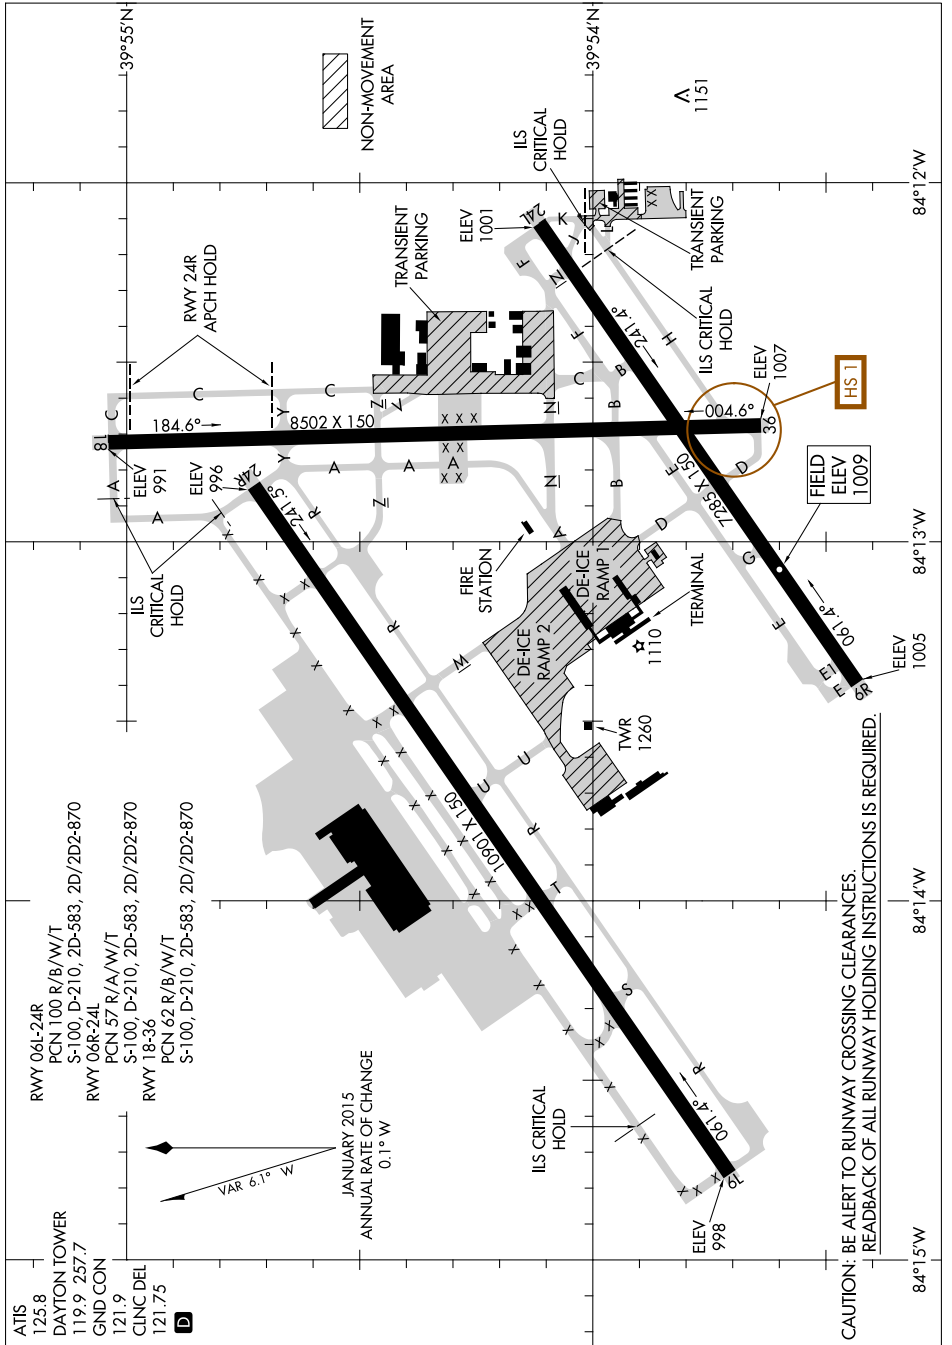 ATIS
125.8
DAYTON TOWER
119.9 257.7
GND CON
121.9
CLNC DEL
121.75
D
RWY 06L-24R
PCN 100 R/B/W/T
S-100, D-210, 2D-583, 2D/2D2-870
RWY 06R-24L
PCN 57 R/A/W/T
S-100, D-210, 2D-583, 2D/2D2-870
RWY 18-36
PCN 62 R/B/W/T
S-100, D-210, 2D-583, 2D/2D2-870
VAR 6.1° W
JANUARY 2015
ANNUAL RATE OF CHANGE
0.1° W
39°55'N
39°54'N
NON-MOVEMENT
AREA
1151
84°12'W
84°13'W
84°14'W
84°15'W
RWY 24R
APCH HOLD
TRANSIENT
PARKING
ELEV
1001
ILS
CRITICAL
HOLD
24L
K
J
L
F
N
F
TRANSIENT
PARKING
ILS CRITICAL
HOLD
241.4°
H
B
C
18
C
C
C
184.6°
8502 X 150
Y
Y
Z
Z
Z
A
A
A
A
A
A
X X X
X X X
X X
X X
N
N
B
B
E
D
D
004.6°
36
ELEV
1007
HS 1
ELEV
991
ELEV
996
24R
241.5°
R
ILS
CRITICAL
HOLD
FIRE
STATION
DE-ICE
RAMP 1
DE-ICE
RAMP 2
TERMINAL
1110
TWR
1260
7285 X 150
G
E
FIELD
ELEV
1009
061.4°
E1
E
6R
ELEV
1005
R
W
U
U
R
T
S
R
10901 X 150
061.4°
6L
ELEV
998
ILS CRITICAL
HOLD
X X X
CAUTION: BE ALERT TO RUNWAY CROSSING CLEARANCES.
READBACK OF ALL RUNWAY HOLDING INSTRUCTIONS IS REQUIRED.